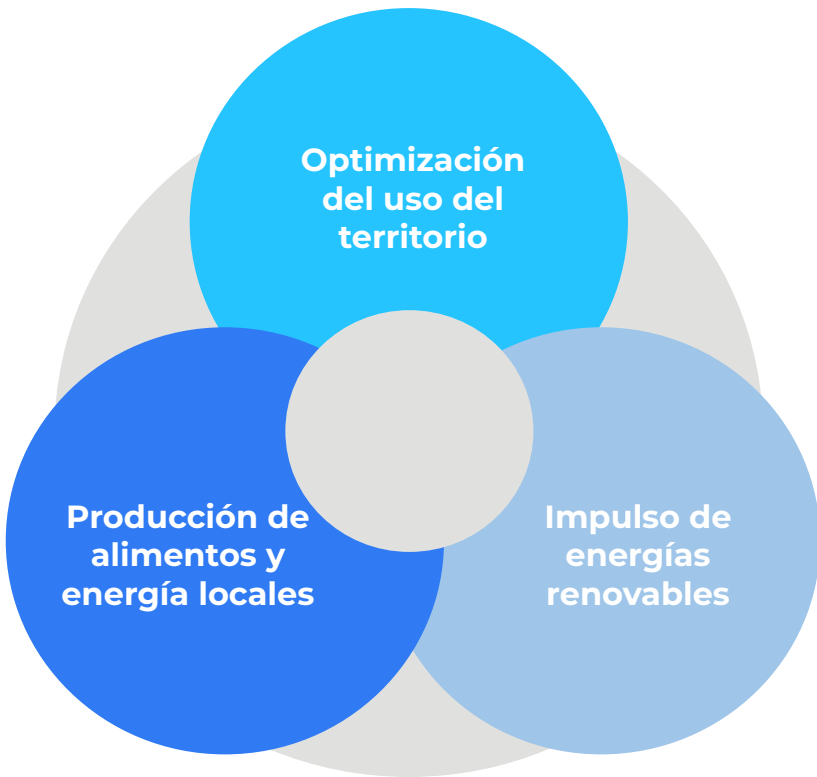 Optimización
del uso del
territorio
Producción de
alimentos y
energía locales
Impulso de
energías
renovables